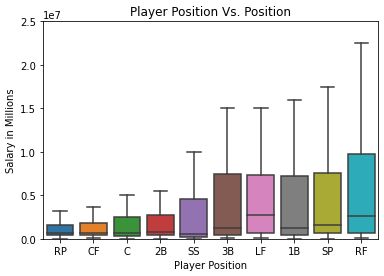 Player Position Vs. Position
1e7
2.5
2.0
1.5
1.0
0.5
0.0
Salary in Millions
RP CF C 2B SS 3B LF 1B SP RF
Player Position